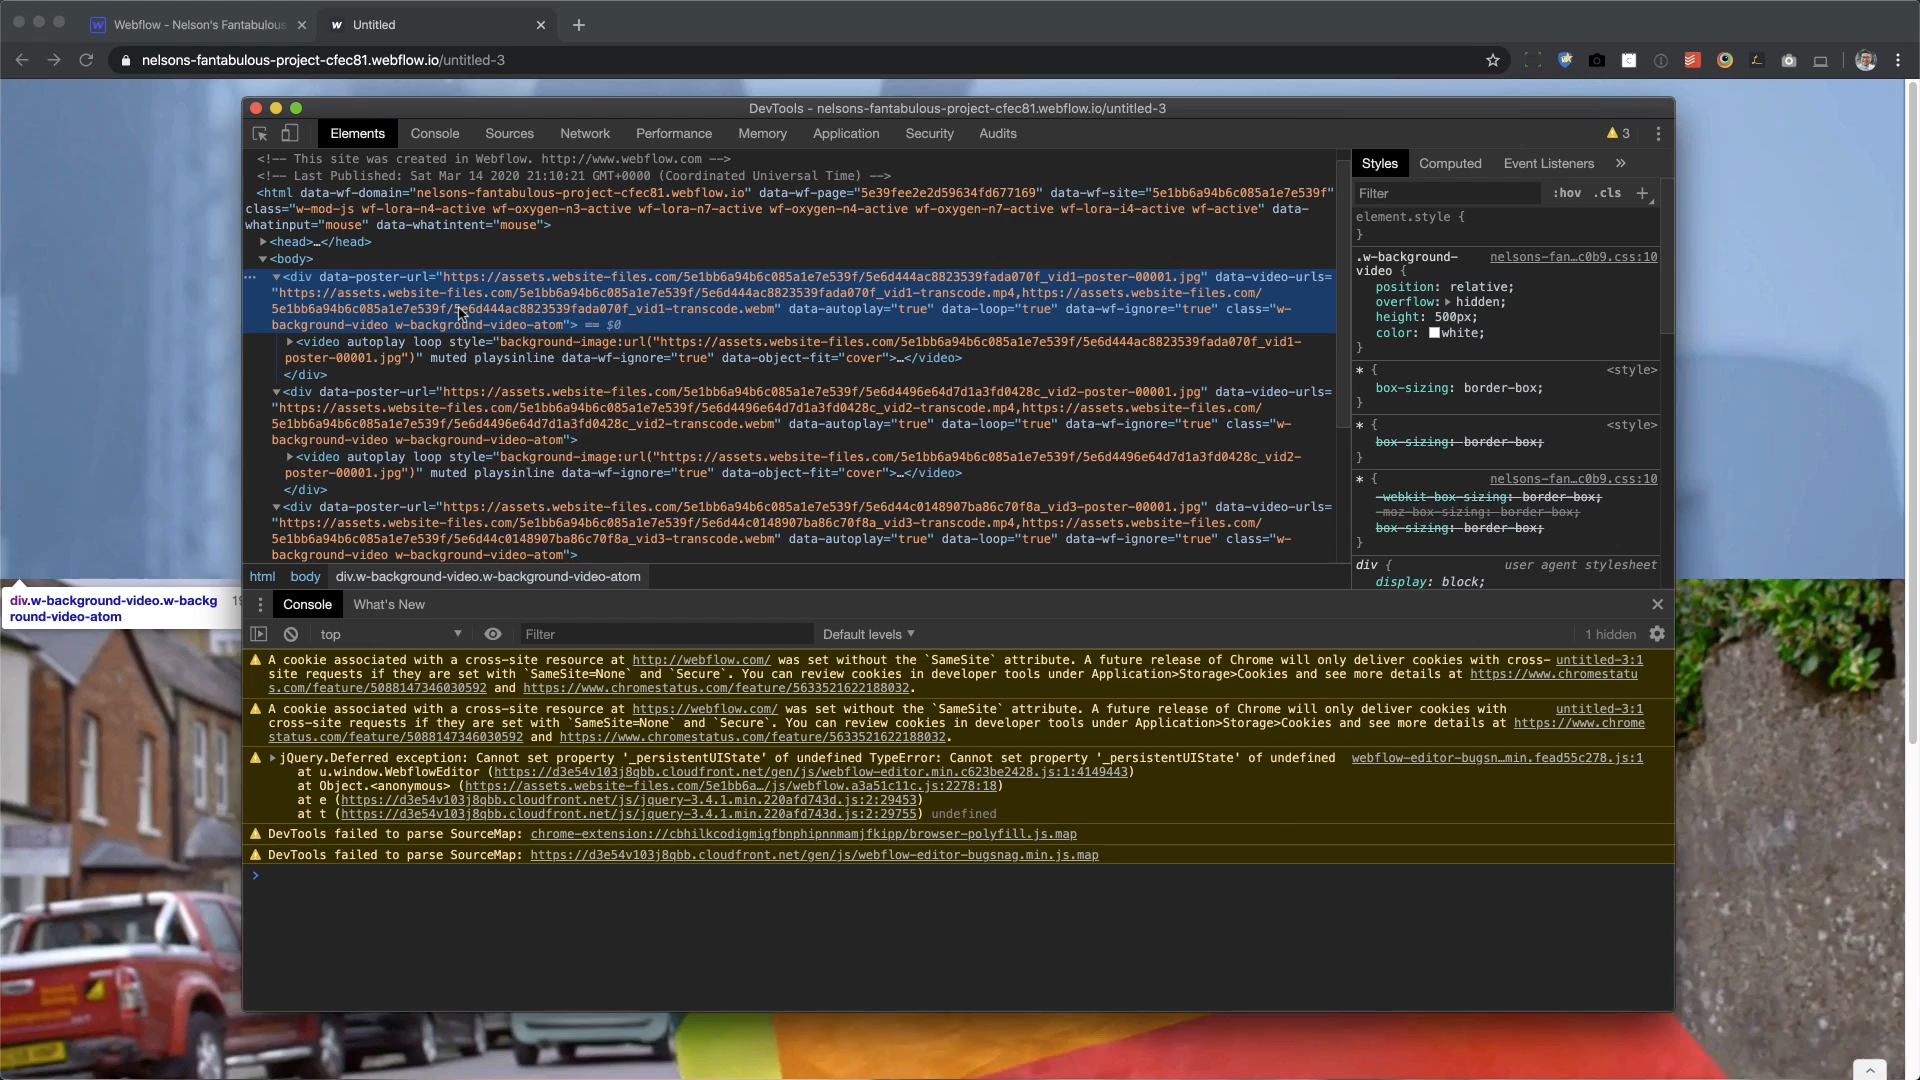 Webflow - Nelson's Fantabulous
Untitled
nelsons-fantabulous-project-cfec81.webflow.io/untitled-3
DevTools - nelsons-fantabulous-project-cfec81.webflow.io/untitled-3
Elements Console Sources Network Performance Memory Application Security Audits 3
<!-- This site was created in Webflow. http://www.webflow.com -->
<!-- Last Published: Sat Mar 14 2020 21:10:21 GMT+0000 (Coordinated Universal Time) -->
<html data-wf-domain="nelsons-fantabulous-project-cfec81.webflow.io" data-wf-page="5e39fee2e2d59634fd677169" data-wf-site="5e1bb6a94b6c085a1e7e539f"
class="w-mod-js wf-lora-n4-active wf-oxygen-n3-active wf-lora-n7-active wf-oxygen-n4-active wf-oxygen-n7-active wf-lora-i4-active wf-active" data-
whatinput="mouse" data-whatintent="mouse">
<head>…</head>
<body>
<div data-poster-url="https://assets.website-files.com/5e1bb6a94b6c085a1e7e539f/5e6d444ac8823539fada070f_vid1-poster-00001.jpg" data-video-urls=
"https://assets.website-files.com/5e1bb6a94b6c085a1e7e539f/5e6d444ac8823539fada070f_vid1-transcode.mp4,https://assets.website-files.com/
5e1bb6a94b6c085a1e7e539f/5e6d444ac8823539fada070f_vid1-transcode.webm" data-autoplay="true" data-loop="true" data-wf-ignore="true" class="w-
background-video w-background-video-atom"> == $0
<video autoplay loop style="background-image:url("https://assets.website-files.com/5e1bb6a94b6c085a1e7e539f/5e6d444ac8823539fada070f_vid1-
poster-00001.jpg")" muted playsinline data-wf-ignore="true" data-object-fit="cover">…</video>
</div>
<div data-poster-url="https://assets.website-files.com/5e1bb6a94b6c085a1e7e539f/5e6d4496e64d7d1a3fd0428c_vid2-poster-00001.jpg" data-video-urls=
"https://assets.website-files.com/5e1bb6a94b6c085a1e7e539f/5e6d4496e64d7d1a3fd0428c_vid2-transcode.mp4,https://assets.website-files.com/
5e1bb6a94b6c085a1e7e539f/5e6d4496e64d7d1a3fd0428c_vid2-transcode.webm" data-autoplay="true" data-loop="true" data-wf-ignore="true" class="w-
background-video w-background-video-atom">
<video autoplay loop style="background-image:url("https://assets.website-files.com/5e1bb6a94b6c085a1e7e539f/5e6d4496e64d7d1a3fd0428c_vid2-
poster-00001.jpg")" muted playsinline data-wf-ignore="true" data-object-fit="cover">…</video>
</div>
<div data-poster-url="https://assets.website-files.com/5e1bb6a94b6c085a1e7e539f/5e6d44c0148907ba86c70f8a_vid3-poster-00001.jpg" data-video-urls=
"https://assets.website-files.com/5e1bb6a94b6c085a1e7e539f/5e6d44c0148907ba86c70f8a_vid3-transcode.mp4,https://assets.website-files.com/
5e1bb6a94b6c085a1e7e539f/5e6d44c0148907ba86c70f8a_vid3-transcode.webm" data-autoplay="true" data-loop="true" data-wf-ignore="true" class="w-
background-video w-background-video-atom">
html body div.w-background-video.w-background-video-atom
Styles Computed Event Listeners »
Filter :hov .cls +
element.style {
}
.w-background- nelsons-fan…c0b9.css:10
video {
position: relative;
overflow: hidden;
height: 500px;
color: white;
}
* { <style>
box-sizing: border-box;
}
* { <style>
box-sizing: border-box;
}
* { nelsons-fan…c0b9.css:10
-webkit-box-sizing: border-box;
-moz-box-sizing: border-box;
box-sizing: border-box;
}
div { user agent stylesheet
display: block;
div.w-background-video.w-backg 19
round-video-atom
Console What's New
top Filter Default levels 1 hidden
A cookie associated with a cross-site resource at http://webflow.com/ was set without the `SameSite` attribute. A future release of Chrome will only deliver cookies with cross- untitled-3:1
site requests if they are set with `SameSite=None` and `Secure`. You can review cookies in developer tools under Application>Storage>Cookies and see more details at https://www.chromestatu
s.com/feature/5088147346030592 and https://www.chromestatus.com/feature/5633521622188032.
A cookie associated with a cross-site resource at https://webflow.com/ was set without the `SameSite` attribute. A future release of Chrome will only deliver cookies with untitled-3:1
cross-site requests if they are set with `SameSite=None` and `Secure`. You can review cookies in developer tools under Application>Storage>Cookies and see more details at https://www.chrome
status.com/feature/5088147346030592 and https://www.chromestatus.com/feature/5633521622188032.
jQuery.Deferred exception: Cannot set property '_persistentUIState' of undefined TypeError: Cannot set property '_persistentUIState' of undefined webflow-editor-bugsn…min.fead55c278.js:1
at u.window.WebflowEditor (https://d3e54v103j8qbb.cloudfront.net/gen/js/webflow-editor.min.c623be2428.js:1:4149443)
at Object.<anonymous> (https://assets.website-files.com/5e1bb6a…/js/webflow.a3a51c11c.js:2278:18)
at e (https://d3e54v103j8qbb.cloudfront.net/js/jquery-3.4.1.min.220afd743d.js:2:29453)
at t (https://d3e54v103j8qbb.cloudfront.net/js/jquery-3.4.1.min.220afd743d.js:2:29755) undefined
DevTools failed to parse SourceMap: chrome-extension://cbhilkcodigmigfbnphipnnmamjfkipp/browser-polyfill.js.map
DevTools failed to parse SourceMap: https://d3e54v103j8qbb.cloudfront.net/gen/js/webflow-editor-bugsnag.min.js.map